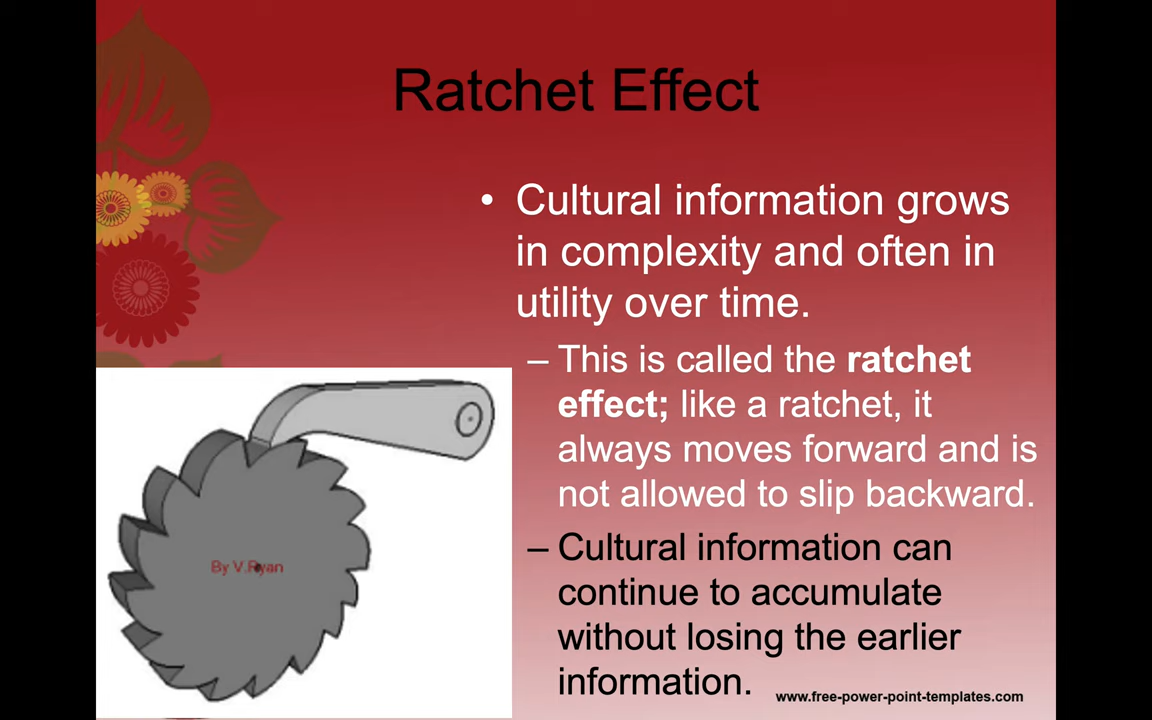 Ratchet Effect
• Cultural information grows
in complexity and often in
utility over time.
– This is called the ratchet
effect; like a ratchet, it
always moves forward and is
not allowed to slip backward.
– Cultural information can
continue to accumulate
without losing the earlier
information.
By V.Ryan
www.free-power-point-templates.com